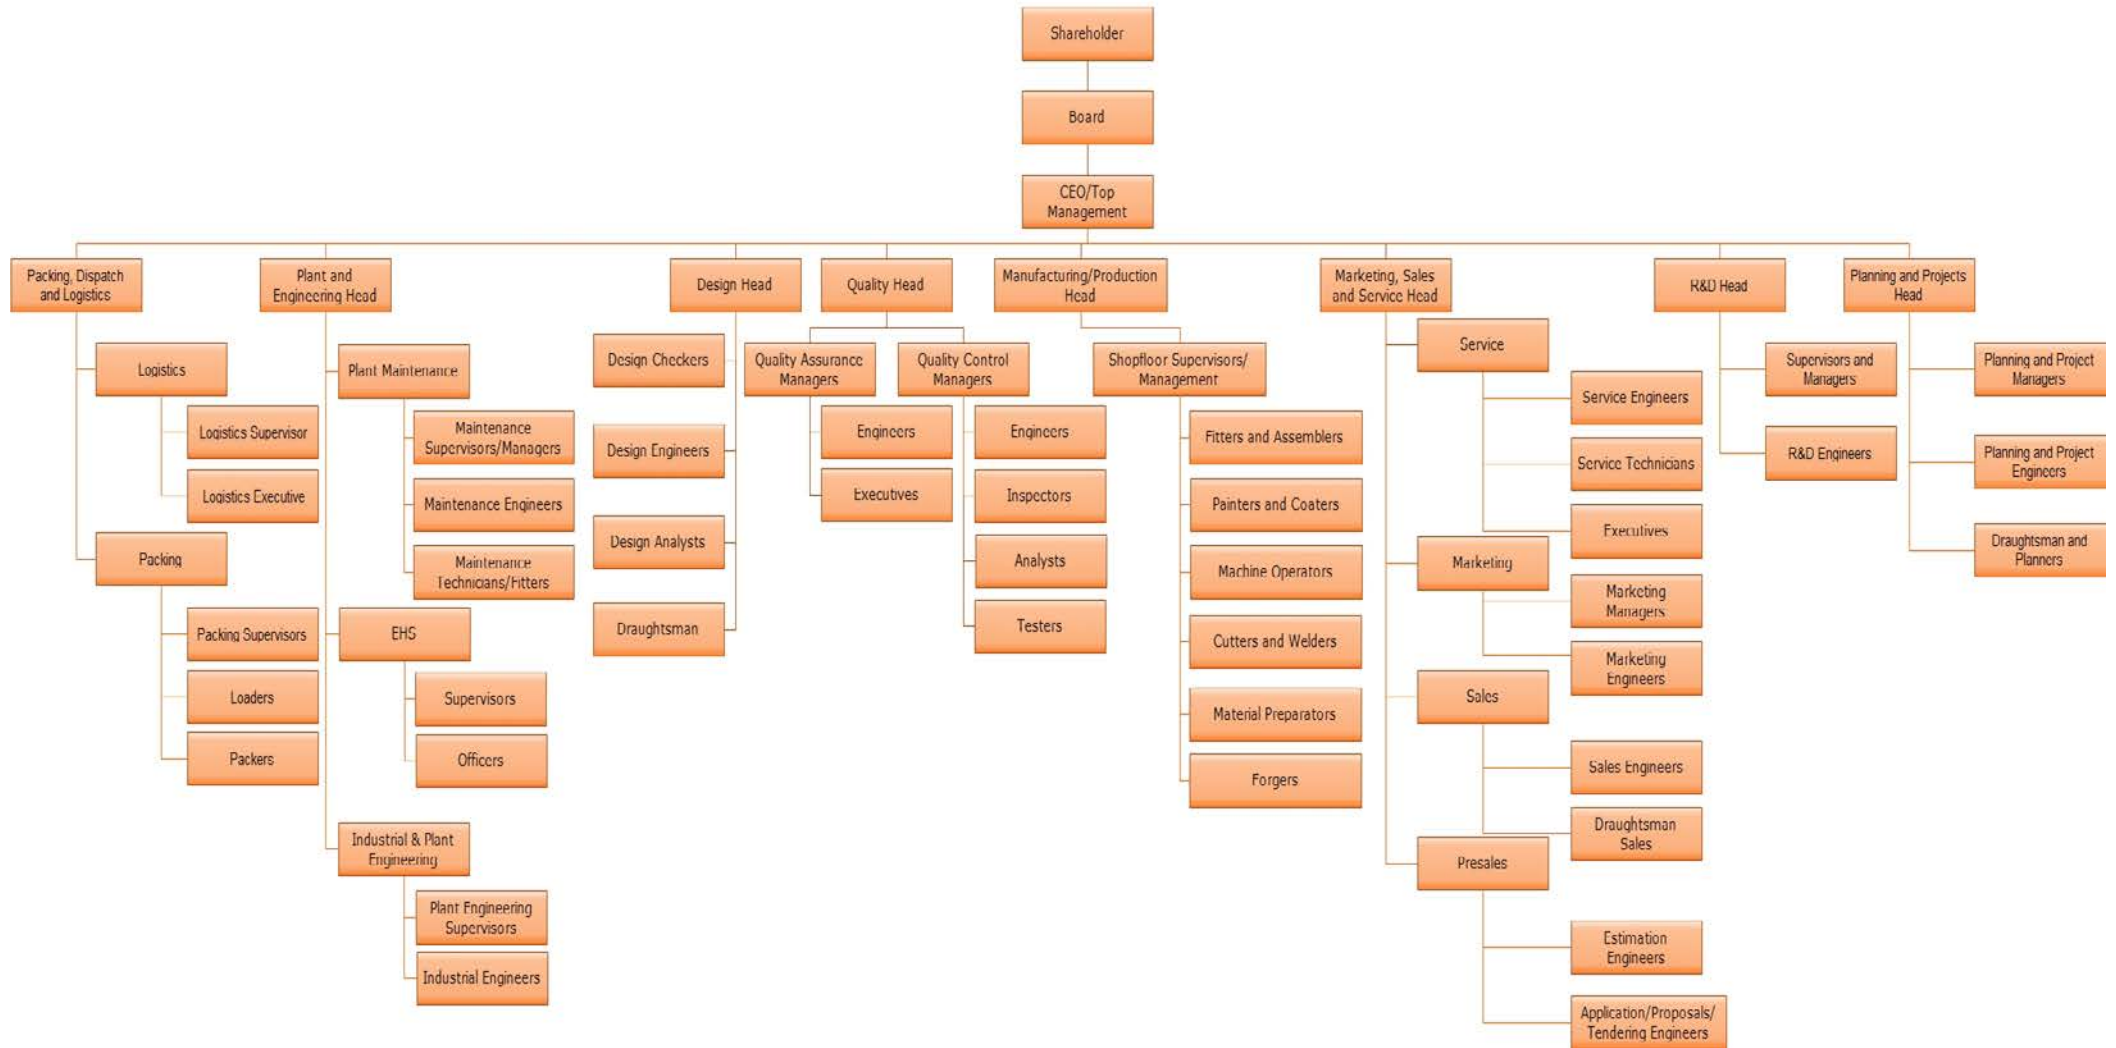 Shareholder
Board
CEO/Top
Management
Packing, Dispatch
and Logistics
Logistics
Logistics Supervisor
Logistics Executive
Packing
Packing Supervisors
Loaders
Packers
Plant and
Engineering Head
Plant Maintenance
Maintenance
Supervisors/Managers
Maintenance Engineers
Maintenance
Technicians/Fitters
EHS
Supervisors
Officers
Industrial & Plant
Engineering
Plant Engineering
Supervisors
Industrial Engineers
Design Head
Design Checkers
Design Engineers
Design Analysts
Draughtsman
Quality Head
Quality Assurance
Managers
Engineers
Executives
Quality Control
Managers
Engineers
Inspectors
Analysts
Testers
Manufacturing/Production
Head
Shopfloor Supervisors/
Management
Fitters and Assemblers
Painters and Coaters
Machine Operators
Cutters and Welders
Material Preparators
Forgers
Marketing, Sales
and Service Head
Service
Service Engineers
Service Technicians
Executives
Marketing
Marketing
Managers
Marketing
Engineers
Sales
Sales Engineers
Draughtsman
Sales
Presales
Estimation
Engineers
Application/Proposals/
Tendering Engineers
R&D Head
Supervisors and
Managers
R&D Engineers
Planning and Projects
Head
Planning and Project
Managers
Planning and Project
Engineers
Draughtsman and
Planners